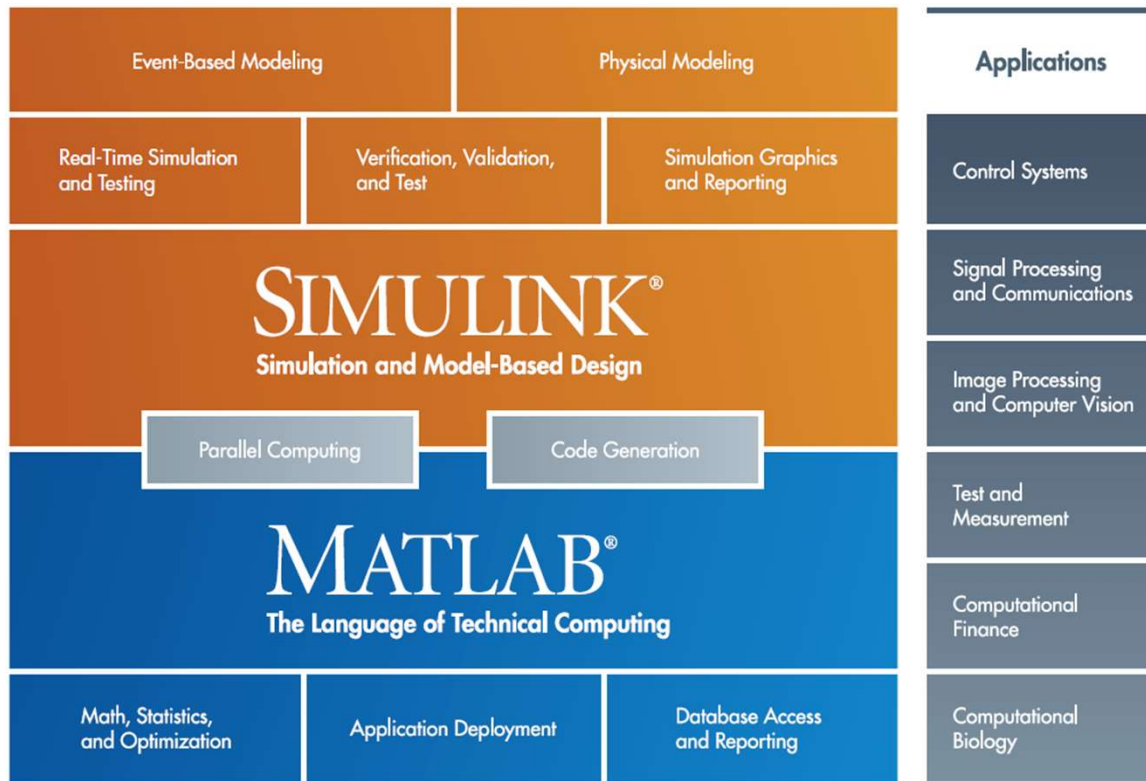 Event-Based Modeling
Physical Modeling
Real-Time Simulation
and Testing
Verification, Validation,
and Test
Simulation Graphics
and Reporting
SIMULINK®
Simulation and Model-Based Design
Parallel Computing
Code Generation
MATLAB®
The Language of Technical Computing
Math, Statistics,
and Optimization
Application Deployment
Database Access
and Reporting
Applications
Control Systems
Signal Processing
and Communications
Image Processing
and Computer Vision
Test and
Measurement
Computational
Finance
Computational
Biology